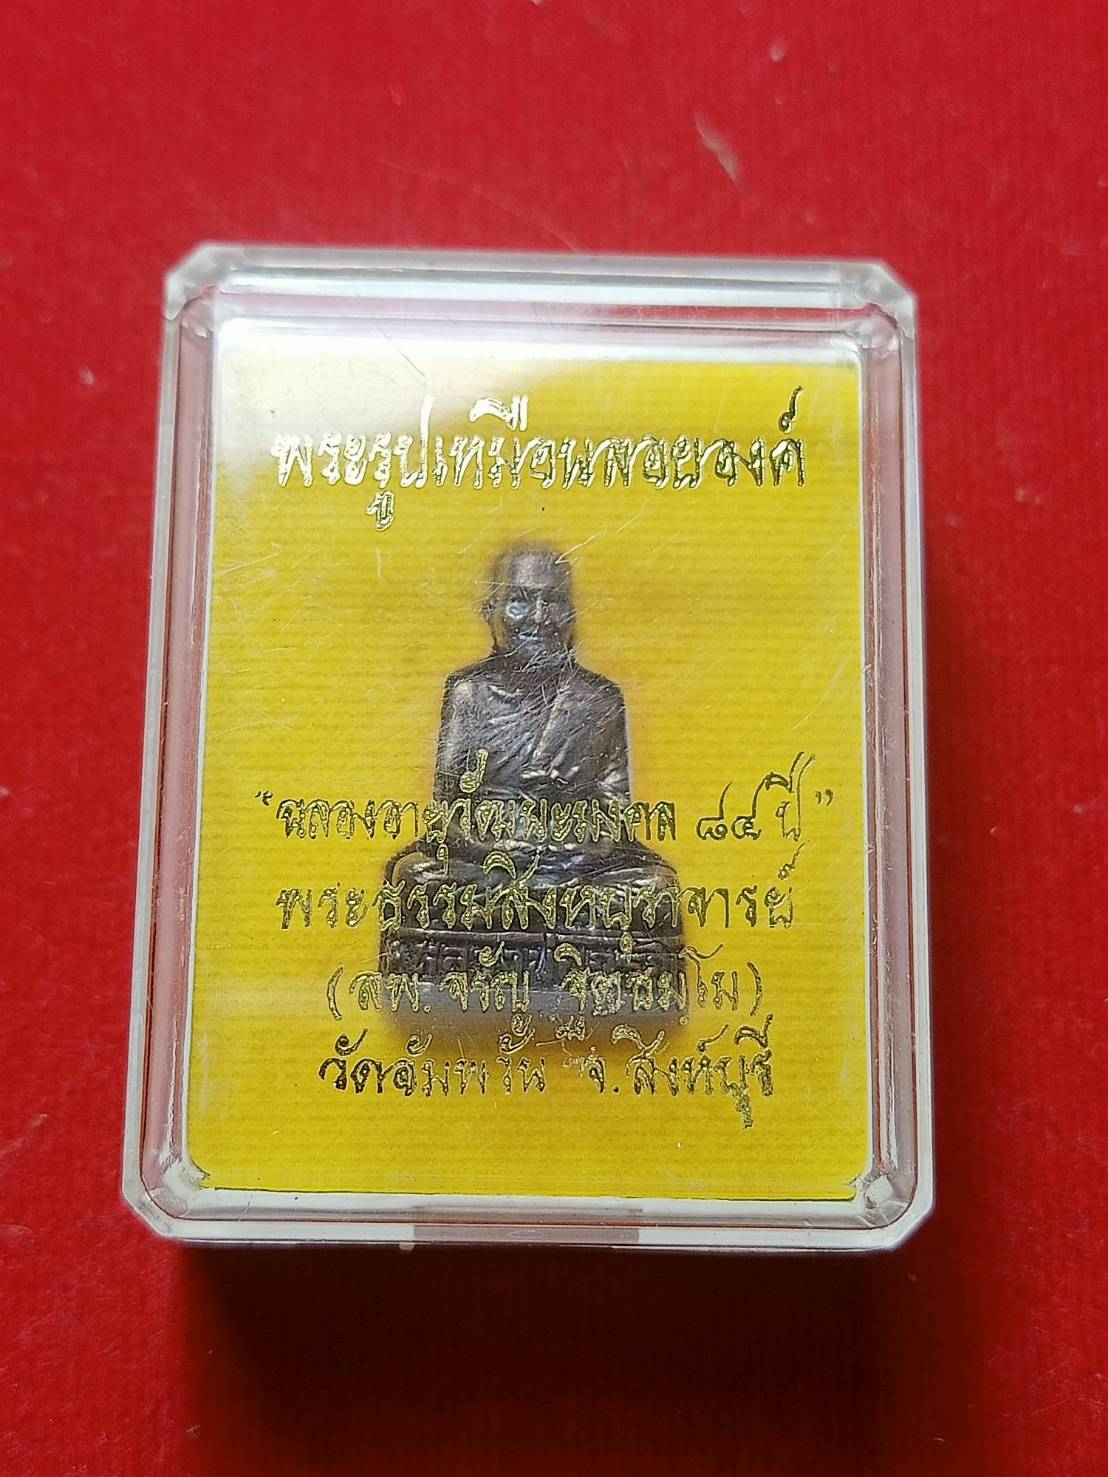 พระรูปเหมือนลอยองค์
"ฉลองอายุวัฒนะมงคล ๘๔ ปี"
พระธรรมสิงหบุราจารย์
(ลพ. จรัญ ฐิตธมฺโม)
วัดอัมพวัน จ.สิงห์บุรี